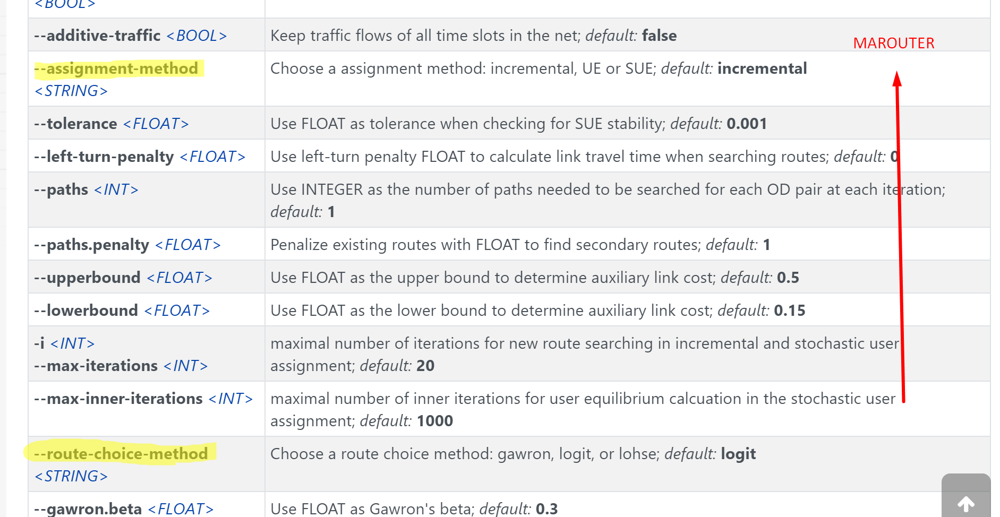 <BOOL>
--additive-traffic <BOOL> Keep traffic flows of all time slots in the net; default: false
MAROUTER
--assignment-method Choose a assignment method: incremental, UE or SUE; default: incremental
<STRING>
--tolerance <FLOAT> Use FLOAT as tolerance when checking for SUE stability; default: 0.001
--left-turn-penalty <FLOAT> Use left-turn penalty FLOAT to calculate link travel time when searching routes; default: 0
--paths <INT> Use INTEGER as the number of paths needed to be searched for each OD pair at each iteration;
default: 1
--paths.penalty <FLOAT> Penalize existing routes with FLOAT to find secondary routes; default: 1
--upperbound <FLOAT> Use FLOAT as the upper bound to determine auxiliary link cost; default: 0.5
--lowerbound <FLOAT> Use FLOAT as the lower bound to determine auxiliary link cost; default: 0.15
-i <INT> maximal number of iterations for new route searching in incremental and stochastic user
--max-iterations <INT> assignment; default: 20
--max-inner-iterations <INT> maximal number of inner iterations for user equilibrium calcuation in the stochastic user
assignment; default: 1000
--route-choice-method Choose a route choice method: gawron, logit, or lohse; default: logit
<STRING>
--gawron.beta <FLOAT> Use FLOAT as Gawron's beta; default: 0.3